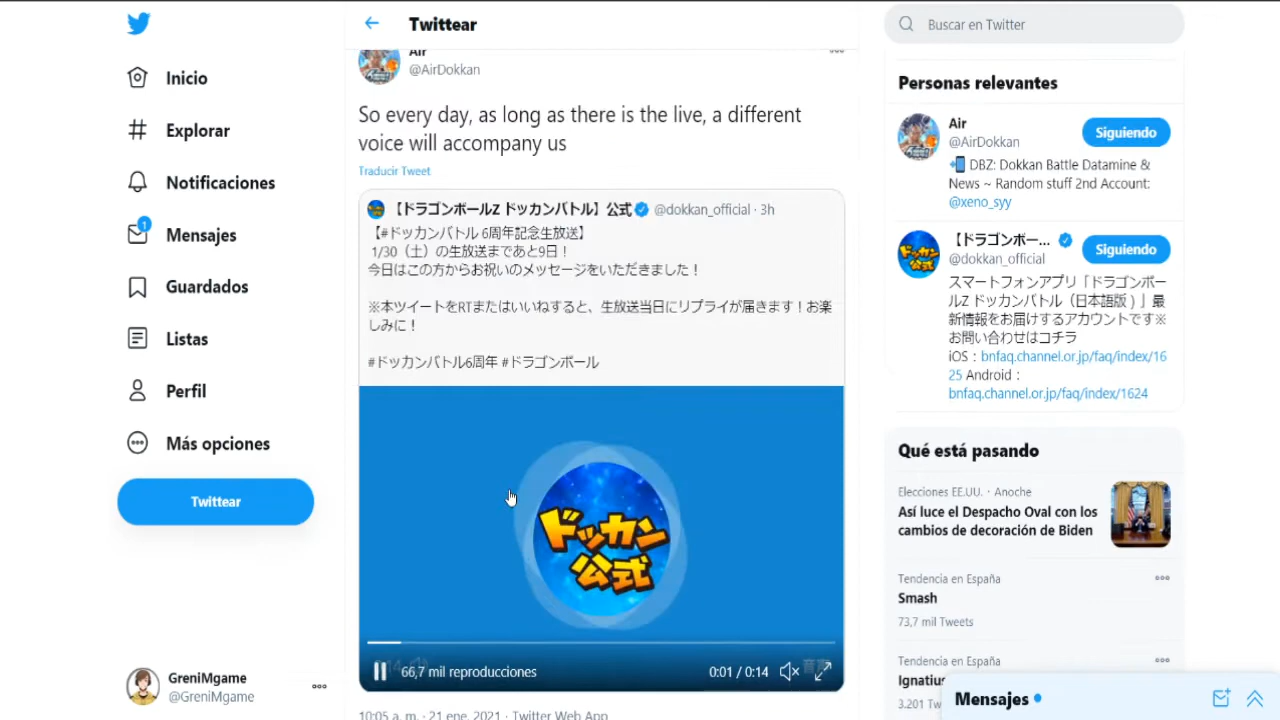 Inicio
Explorar
Notificaciones
1
Mensajes
Guardados
Listas
Perfil
Más opciones
Twittear
GreniMgame
@GreniMgame
Twittear
Air
@AirDokkan
So every day, as long as there is the live, a different
voice will accompany us
Traducir Tweet
【ドラゴンボールZ ドッカンバトル】公式 @dokkan_official · 3h
【#ドッカンバトル 6周年記念生放送】
1/30（土）の生放送まであと9日！
今日はこの方からお祝いのメッセージをいただきました！
※本ツイートをRTまたはいいねすると、生放送当日にリプライが届きます！お楽
しみに！
#ドッカンバトル6周年 #ドラゴンボール
ドッカン
公式
66,7 mil reproducciones
0:01 / 0:14
10:05 a. m. · 21 ene. 2021 · Twitter Web App
Buscar en Twitter
Personas relevantes
Air
@AirDokkan
Siguiendo
DBZ: Dokkan Battle Datamine &
News ~ Random stuff 2nd Account:
@xeno_syy
【ドラゴンボー...
@dokkan_official
Siguiendo
スマートフォンアプリ「ドラゴンボー
ルZ ドッカンバトル（日本語版）」最
新情報をお届けするアカウントです※
お問い合わせはコチラ
iOS：bnfaq.channel.or.jp/faq/index/16
25 Android：
bnfaq.channel.or.jp/faq/index/1624
Qué está pasando
Elecciones EE.UU. · Anoche
Así luce el Despacho Oval con los
cambios de decoración de Biden
Tendencia en España
Smash
73,7 mil Tweets
Tendencia en España
Ignatius
3.201 Tw
Mensajes